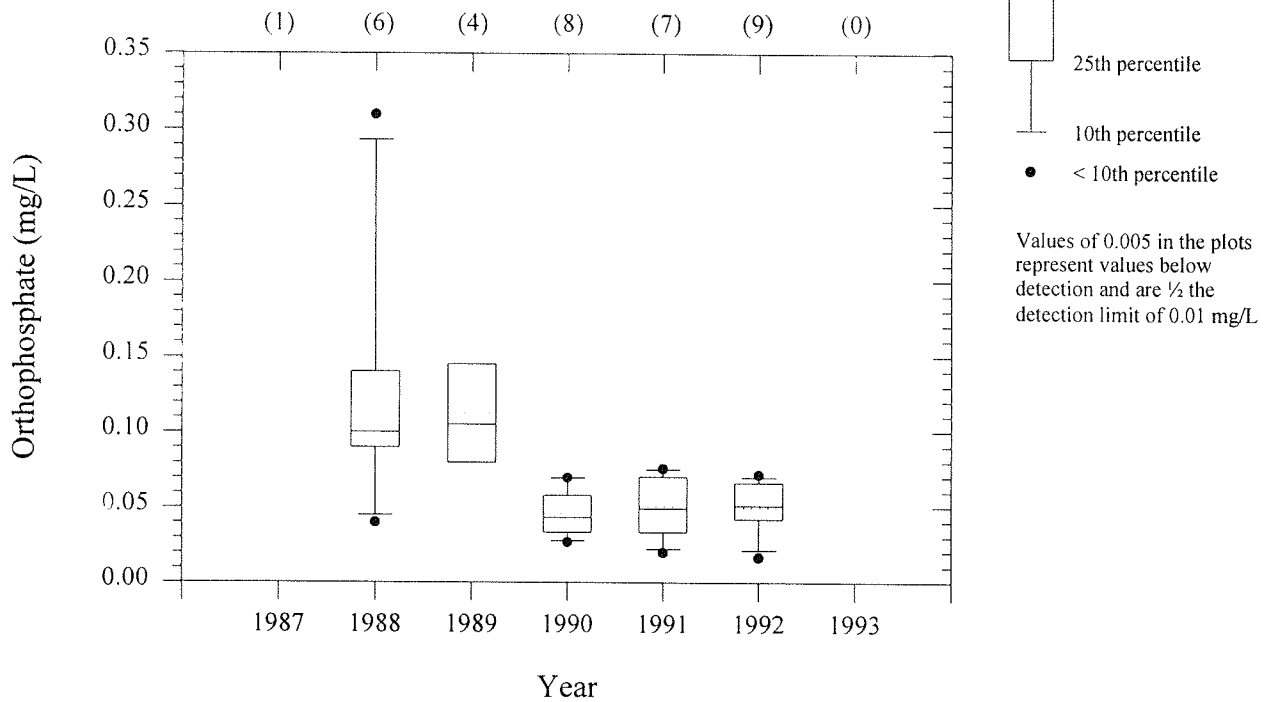 (1) (6) (4) (8) (7) (9) (0)
0.35
0.30
0.25
0.20
0.15
0.10
0.05
0.00
Orthophosphate (mg/L)
1987 1988 1989 1990 1991 1992 1993
Year
25th percentile
10th percentile
< 10th percentile
Values of 0.005 in the plots
represent values below
detection and are ½ the
detection limit of 0.01 mg/L